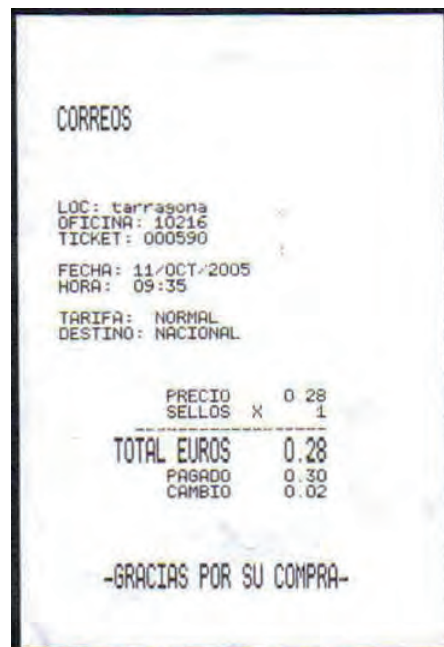 CORREOS
LOC: tarragona
OFICINA: 10216
TICKET: 000590
FECHA: 11/OCT/2005
HORA: 09:35
TARIFA: NORMAL
DESTINO: NACIONAL
PRECIO 0.28
SELLOS X 1
--------------------
TOTAL EUROS 0.28
PAGADO 0.30
CAMBIO 0.02
-GRACIAS POR SU COMPRA-